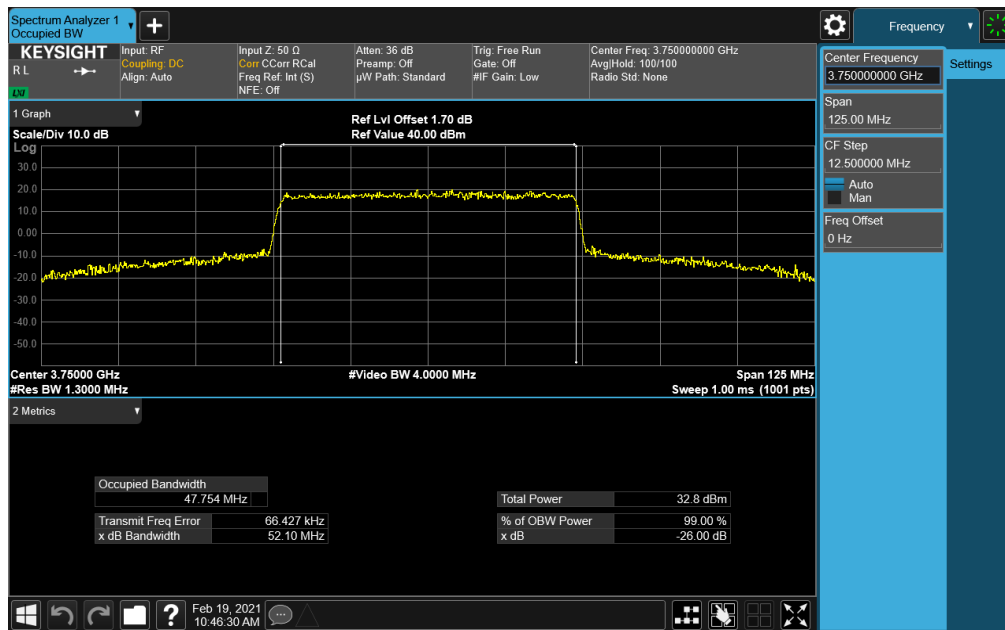 Spectrum Analyzer 1
Occupied BW
Frequency
KEYSIGHT
R L
LXI
Input: RF
Coupling: DC
Align: Auto
Input Z: 50 Ω
Corr CCorr RCal
Freq Ref: Int (S)
NFE: Off
Atten: 36 dB
Preamp: Off
µW Path: Standard
Trig: Free Run
Gate: Off
#IF Gain: Low
Center Freq: 3.750000000 GHz
Avg|Hold: 100/100
Radio Std: None
Center Frequency
3.750000000 GHz
Settings
Span
125.00 MHz
CF Step
12.500000 MHz
Auto
Man
Freq Offset
0 Hz
1 Graph
Scale/Div 10.0 dB
Ref Lvl Offset 1.70 dB
Ref Value 40.00 dBm
Log
30.0
20.0
10.0
0.00
-10.0
-20.0
-30.0
-40.0
-50.0
Center 3.75000 GHz
#Video BW 4.0000 MHz
Span 125 MHz
#Res BW 1.3000 MHz
Sweep 1.00 ms (1001 pts)
2 Metrics
Occupied Bandwidth
47.754 MHz
Total Power 32.8 dBm
Transmit Freq Error 66.427 kHz
% of OBW Power 99.00 %
x dB Bandwidth 52.10 MHz
x dB -26.00 dB
Feb 19, 2021
10:46:30 AM